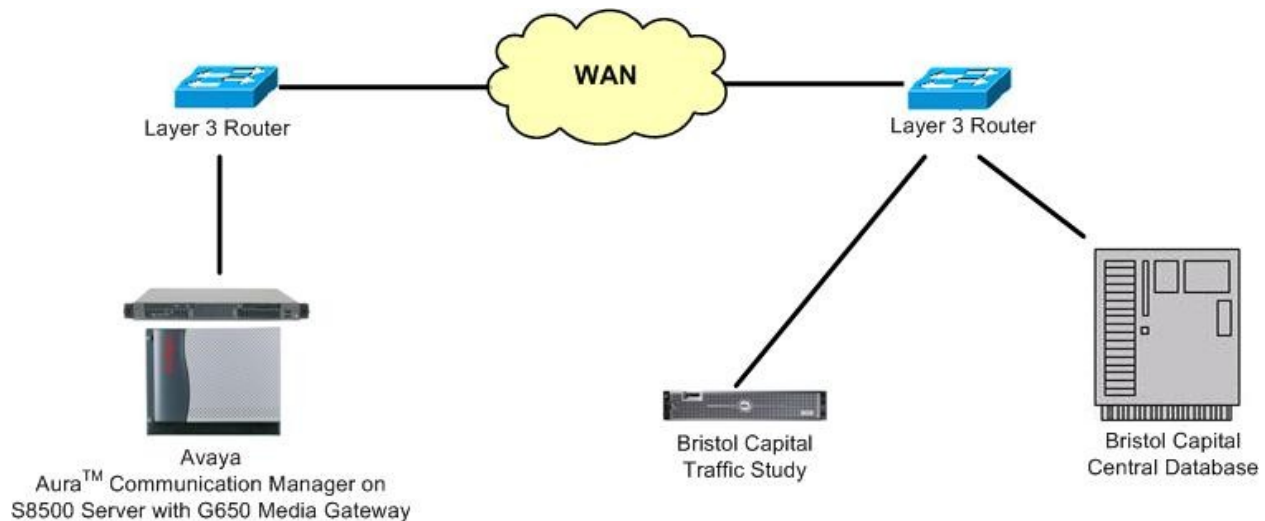 WAN
Layer 3 Router
Layer 3 Router
Avaya
Aura™ Communication Manager on
S8500 Server with G650 Media Gateway
Bristol Capital
Traffic Study
Bristol Capital
Central Database